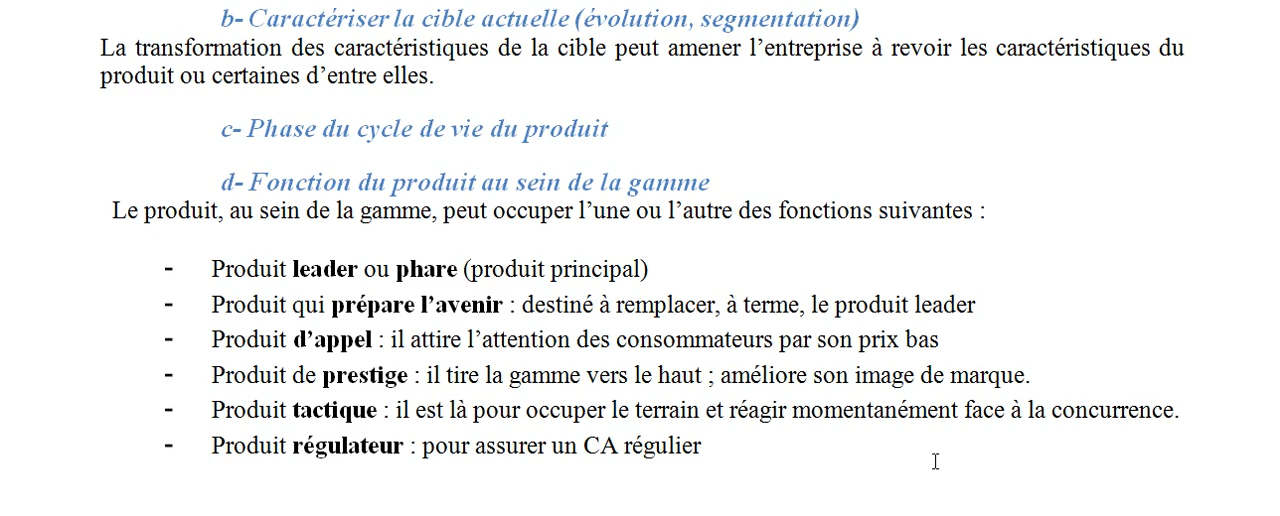 b- Caractériser la cible actuelle (évolution, segmentation)
La transformation des caractéristiques de la cible peut amener l’entreprise à revoir les caractéristiques du
produit ou certaines d’entre elles.
c- Phase du cycle de vie du produit
d- Fonction du produit au sein de la gamme
Le produit, au sein de la gamme, peut occuper l’une ou l’autre des fonctions suivantes :
- Produit leader ou phare (produit principal)
- Produit qui prépare l’avenir : destiné à remplacer, à terme, le produit leader
- Produit d’appel : il attire l’attention des consommateurs par son prix bas
- Produit de prestige : il tire la gamme vers le haut ; améliore son image de marque.
- Produit tactique : il est là pour occuper le terrain et réagir momentanément face à la concurrence.
- Produit régulateur : pour assurer un CA régulier